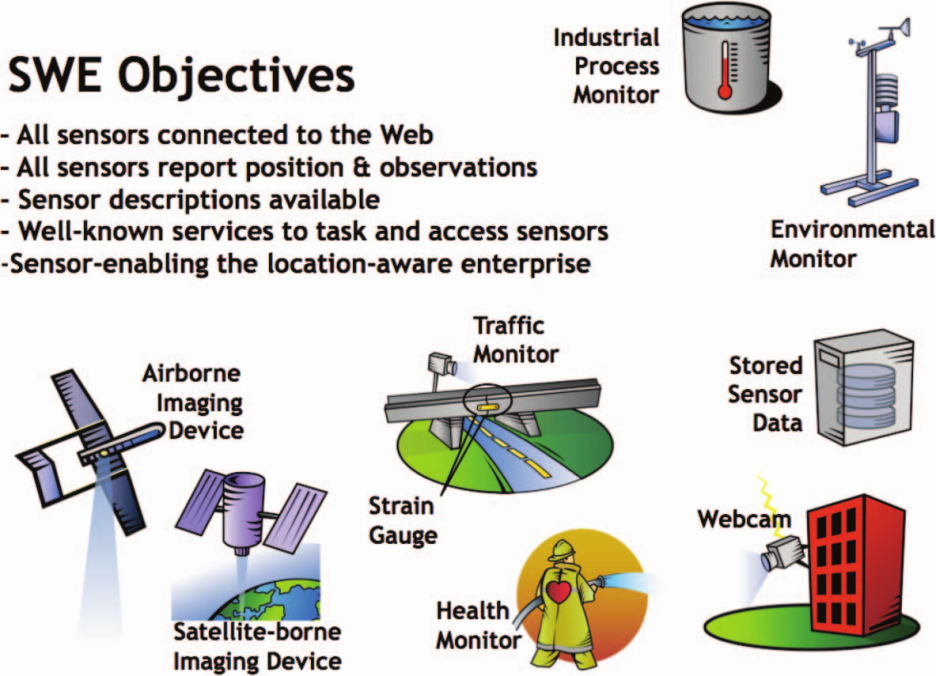 SWE Objectives
- All sensors connected to the Web
- All sensors report position & observations
- Sensor descriptions available
- Well-known services to task and access sensors
-Sensor-enabling the location-aware enterprise
Industrial
Process
Monitor
Environmental
Monitor
Airborne
Imaging
Device
Traffic
Monitor
Stored
Sensor
Data
Strain
Gauge
Webcam
Satellite-borne
Imaging Device
Health
Monitor